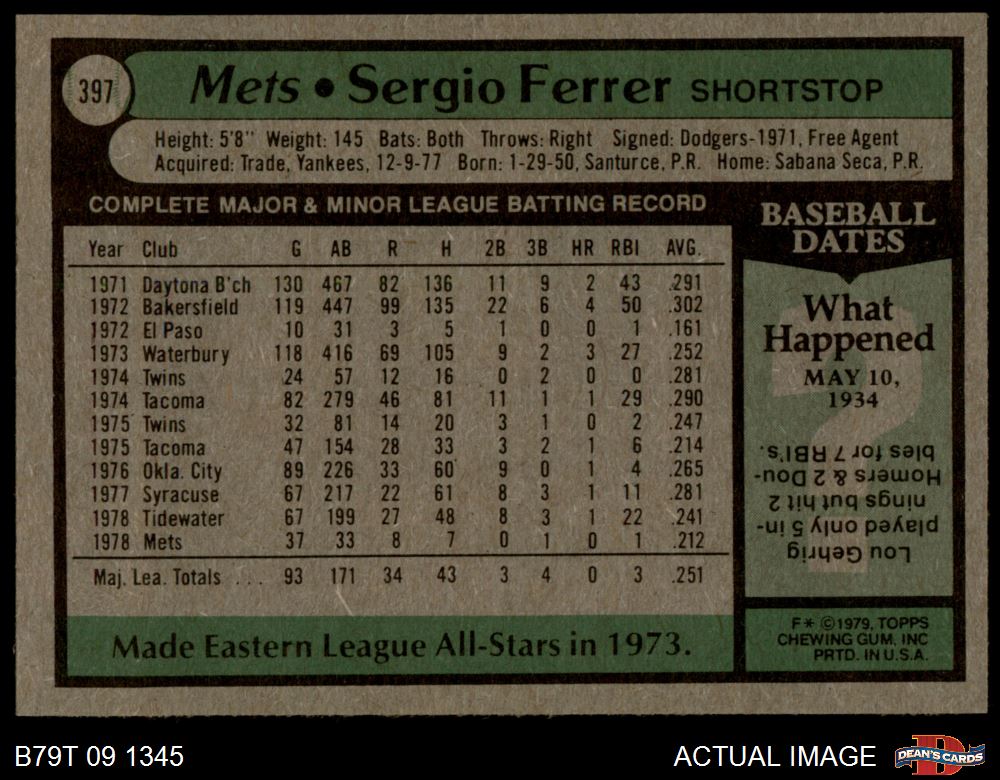 397
Mets • Sergio Ferrer SHORTSTOP
Height: 5'8" Weight: 145 Bats: Both Throws: Right Signed: Dodgers-1971, Free Agent
Acquired: Trade, Yankees, 12-9-77 Born: 1-29-50, Santurce, P.R. Home: Sabana Seca, P.R.
COMPLETE MAJOR & MINOR LEAGUE BATTING RECORD
Year Club G AB R H 2B 3B HR RBI AVG.
1971 Daytona B'ch 130 467 82 136 11 9 2 43 .291
1972 Bakersfield 119 447 99 135 22 6 4 50 .302
1972 El Paso 10 31 3 5 1 0 0 1 .161
1973 Waterbury 118 416 69 105 9 2 3 27 .252
1974 Twins 24 57 12 16 0 2 0 0 .281
1974 Tacoma 82 279 46 81 11 1 1 29 .290
1975 Twins 32 81 14 20 3 1 0 2 .247
1975 Tacoma 47 154 28 33 3 2 1 6 .214
1976 Okla. City 89 226 33 60 9 0 1 4 .265
1977 Syracuse 67 217 22 61 8 3 1 11 .281
1978 Tidewater 67 199 27 48 8 3 1 22 .241
1978 Mets 37 33 8 7 0 1 0 1 .212
Maj. Lea. Totals . . . 93 171 34 43 3 4 0 3 .251
Made Eastern League All-Stars in 1973.
BASEBALL
DATES
What
Happened
MAY 10,
1934
Lou Gehrig
played only 5 in-
nings but hit 2
Homers & 2 Dou-
bles for 7 RBI's.
F* ©1979, TOPPS
CHEWING GUM, INC
PRTD. IN U.S.A.
B79T 09 1345
ACTUAL IMAGE
D
DEAN'S CARDS